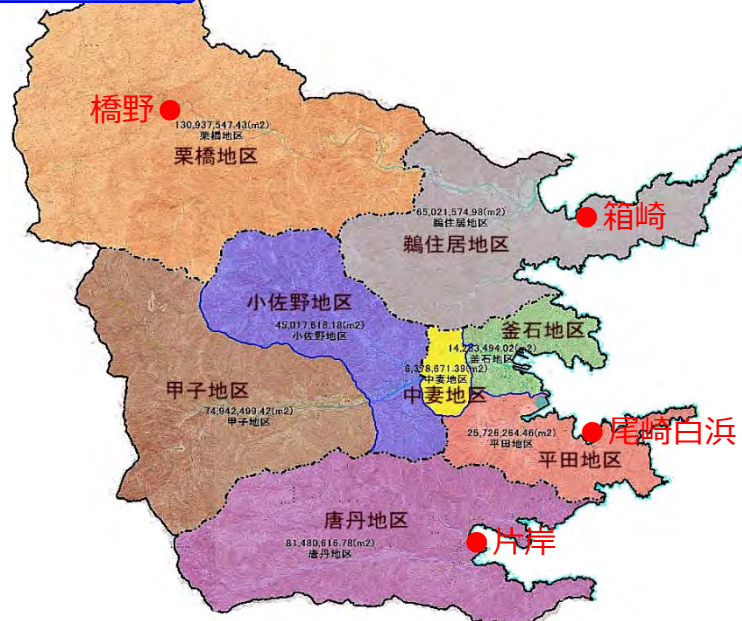 橋野
130,937,547.43(m2)
栗橋地区
栗橋地区
65,021,574.98(m2)
鵜住居地区
鵜住居地区
箱崎
小佐野地区
45,017,618.18(m2)
小佐野地区
釜石地区
14,283,494.02(m2)
釜石地区
6,378,671.39(m2)
中妻地区
中妻地区
甲子地区
74,942,499.42(m2)
甲子地区
25,726,264.46(m2)
平田地区
平田地区
尾崎白浜
唐丹地区
81,480,616.78(m2)
唐丹地区
片岸